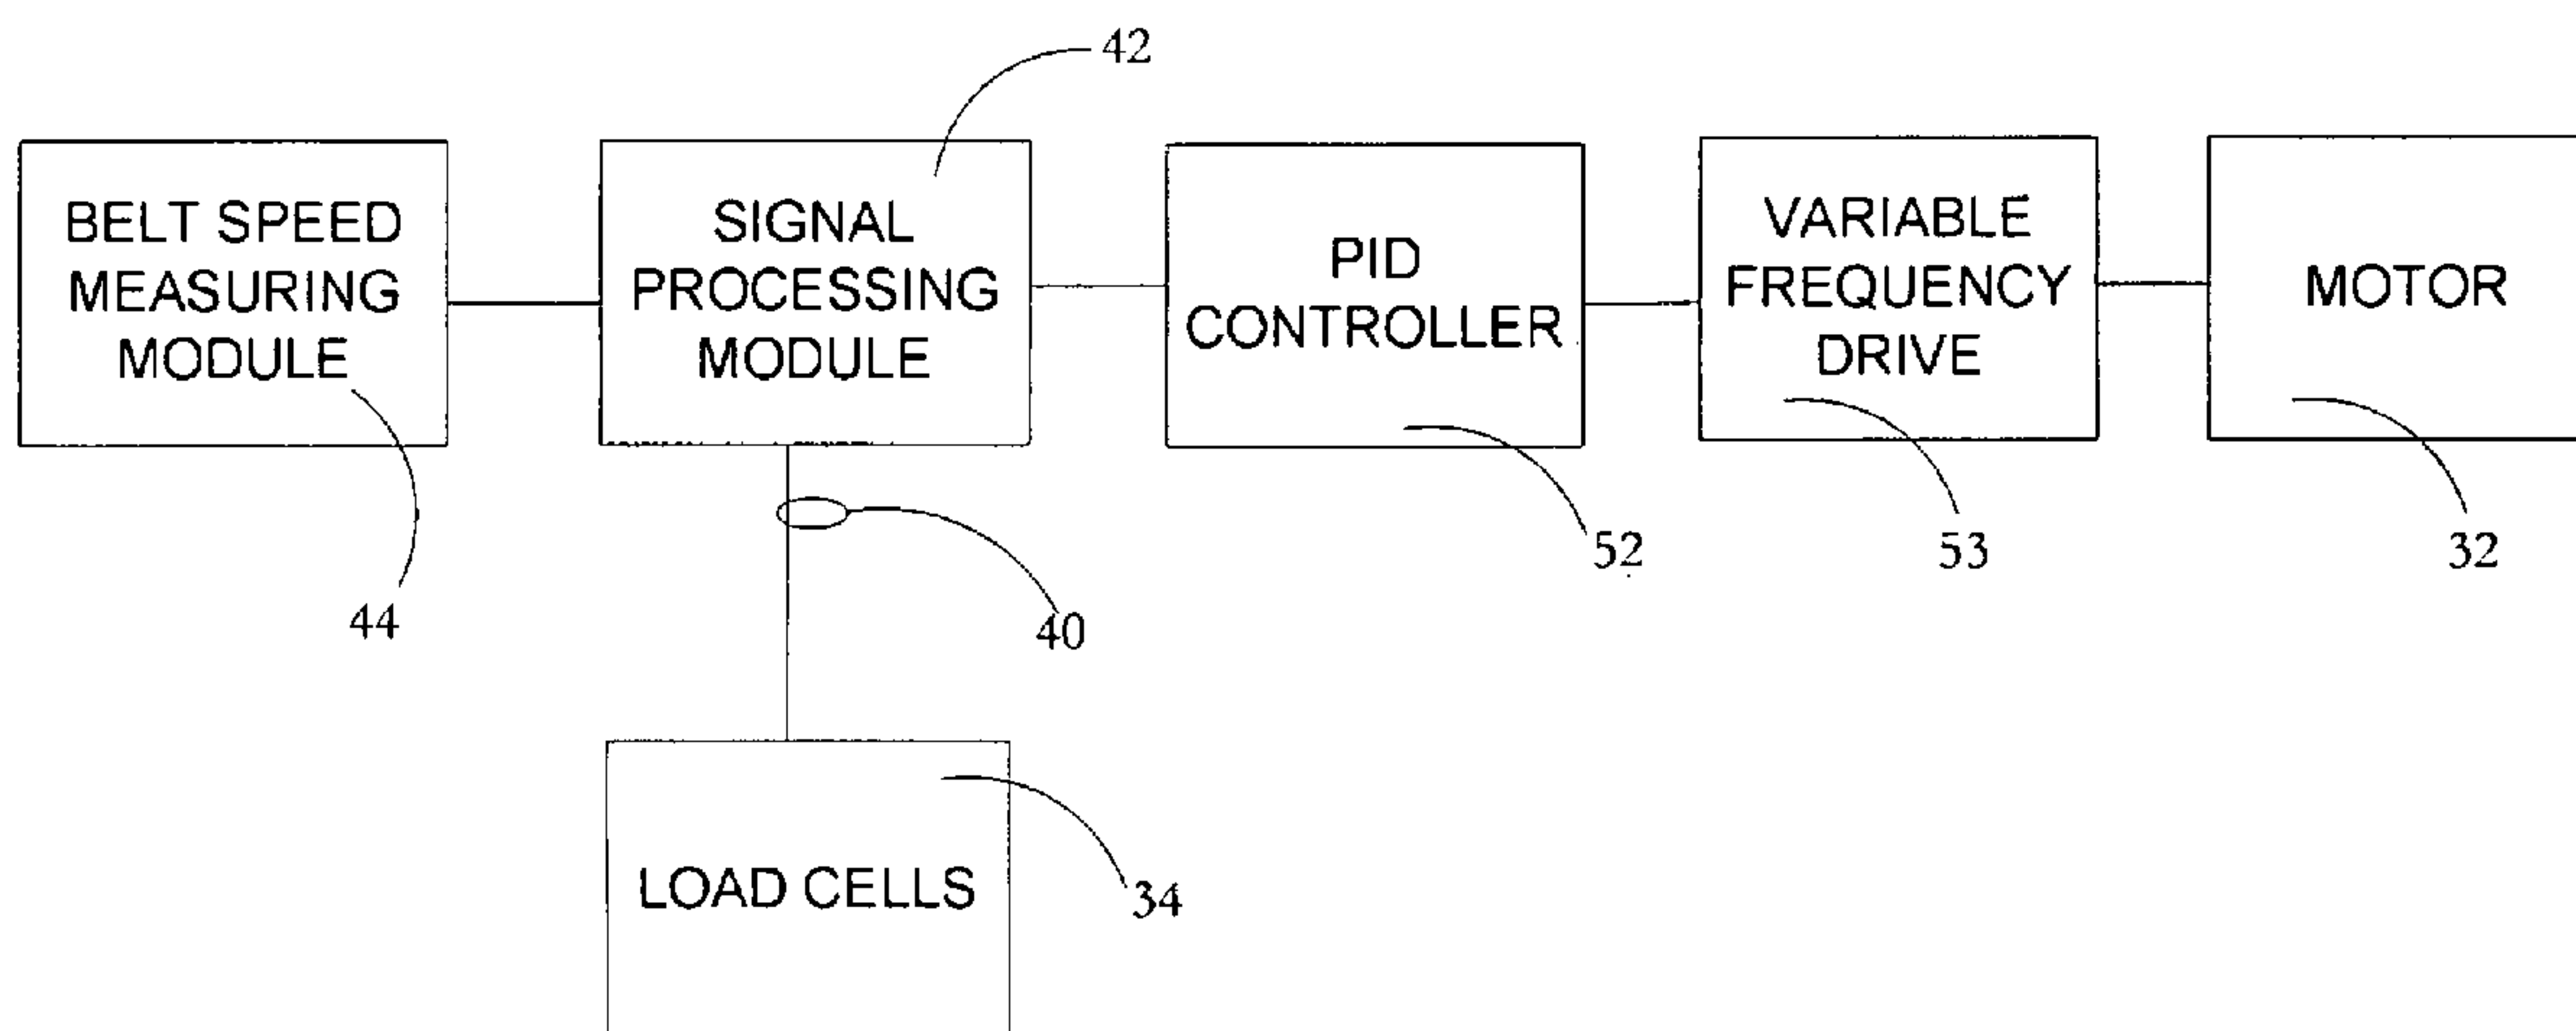 42
BELT SPEED
MEASURING
MODULE
SIGNAL
PROCESSING
MODULE
PID
CONTROLLER
VARIABLE
FREQUENCY
DRIVE
MOTOR
44
40
52
53
32
LOAD CELLS
34